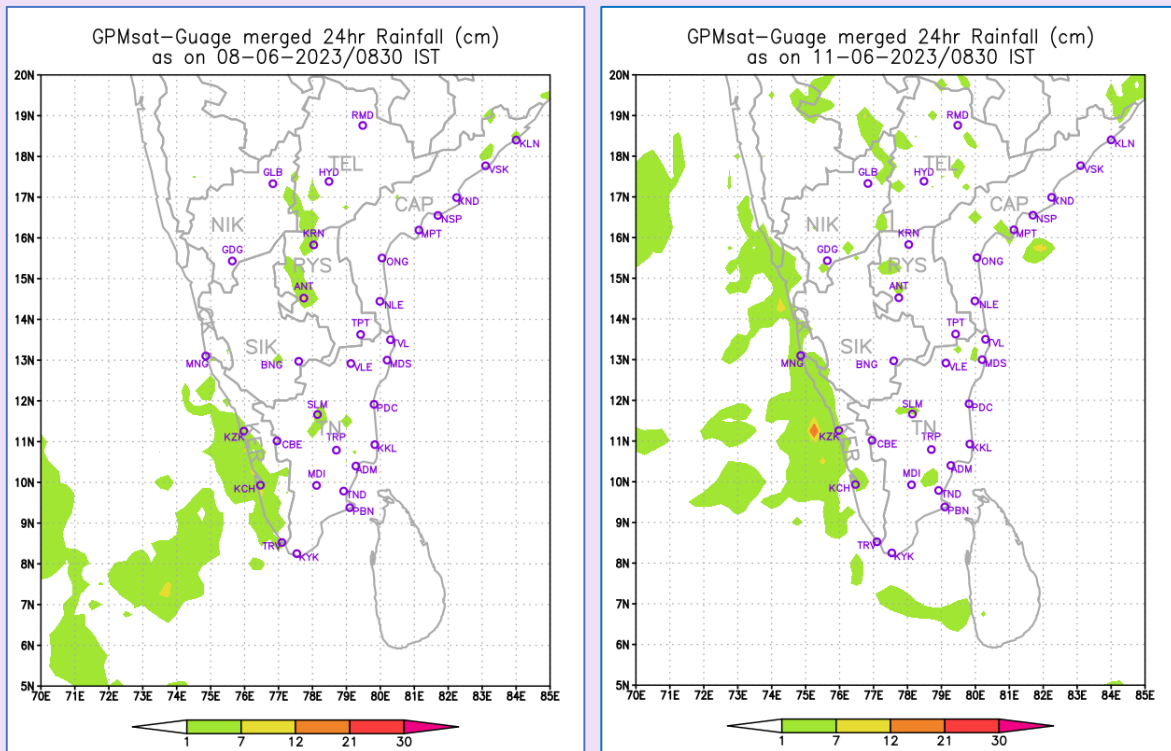 GPMsat-Guage merged 24hr Rainfall (cm)
as on 08-06-2023/0830 IST
20N
19N
18N
17N
16N
15N
14N
13N
12N
11N
10N
9N
8N
7N
6N
5N
70E 71E 72E 73E 74E 75E 76E 77E 78E 79E 80E 81E 82E 83E 84E 85E
RMD
KLN
TEL
VSK
GLB
HYD
KND
CAP
NSP
NIK
MPT
KRN
GDG
RYS
ONG
ANT
NLE
TPT
TVL
SIK
MNG
BNG
VLE
MDS
SLM
PDC
TN
KZK
CBE
TRP
KKL
KER
ADM
MDI
KCH
TND
PBN
TRV
KYK
1 7 12 21 30
GPMsat-Guage merged 24hr Rainfall (cm)
as on 11-06-2023/0830 IST
20N
19N
18N
17N
16N
15N
14N
13N
12N
11N
10N
9N
8N
7N
6N
5N
70E 71E 72E 73E 74E 75E 76E 77E 78E 79E 80E 81E 82E 83E 84E 85E
RMD
KLN
TEL
VSK
GLB
HYD
KND
CAP
NSP
NIK
MPT
KRN
GDG
RYS
ONG
ANT
NLE
TPT
TVL
SIK
MNG
BNG
VLE
MDS
SLM
PDC
TN
KZK
CBE
TRP
KKL
KER
ADM
MDI
KCH
TND
PBN
TRV
KYK
1 7 12 21 30